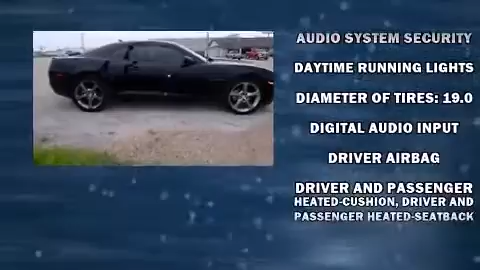 AUDIO SYSTEM SECURITY
DAYTIME RUNNING LIGHTS
DIAMETER OF TIRES: 19.0
DIGITAL AUDIO INPUT
DRIVER AIRBAG
DRIVER AND PASSENGER
HEATED-CUSHION, DRIVER AND
PASSENGER HEATED-SEATBACK